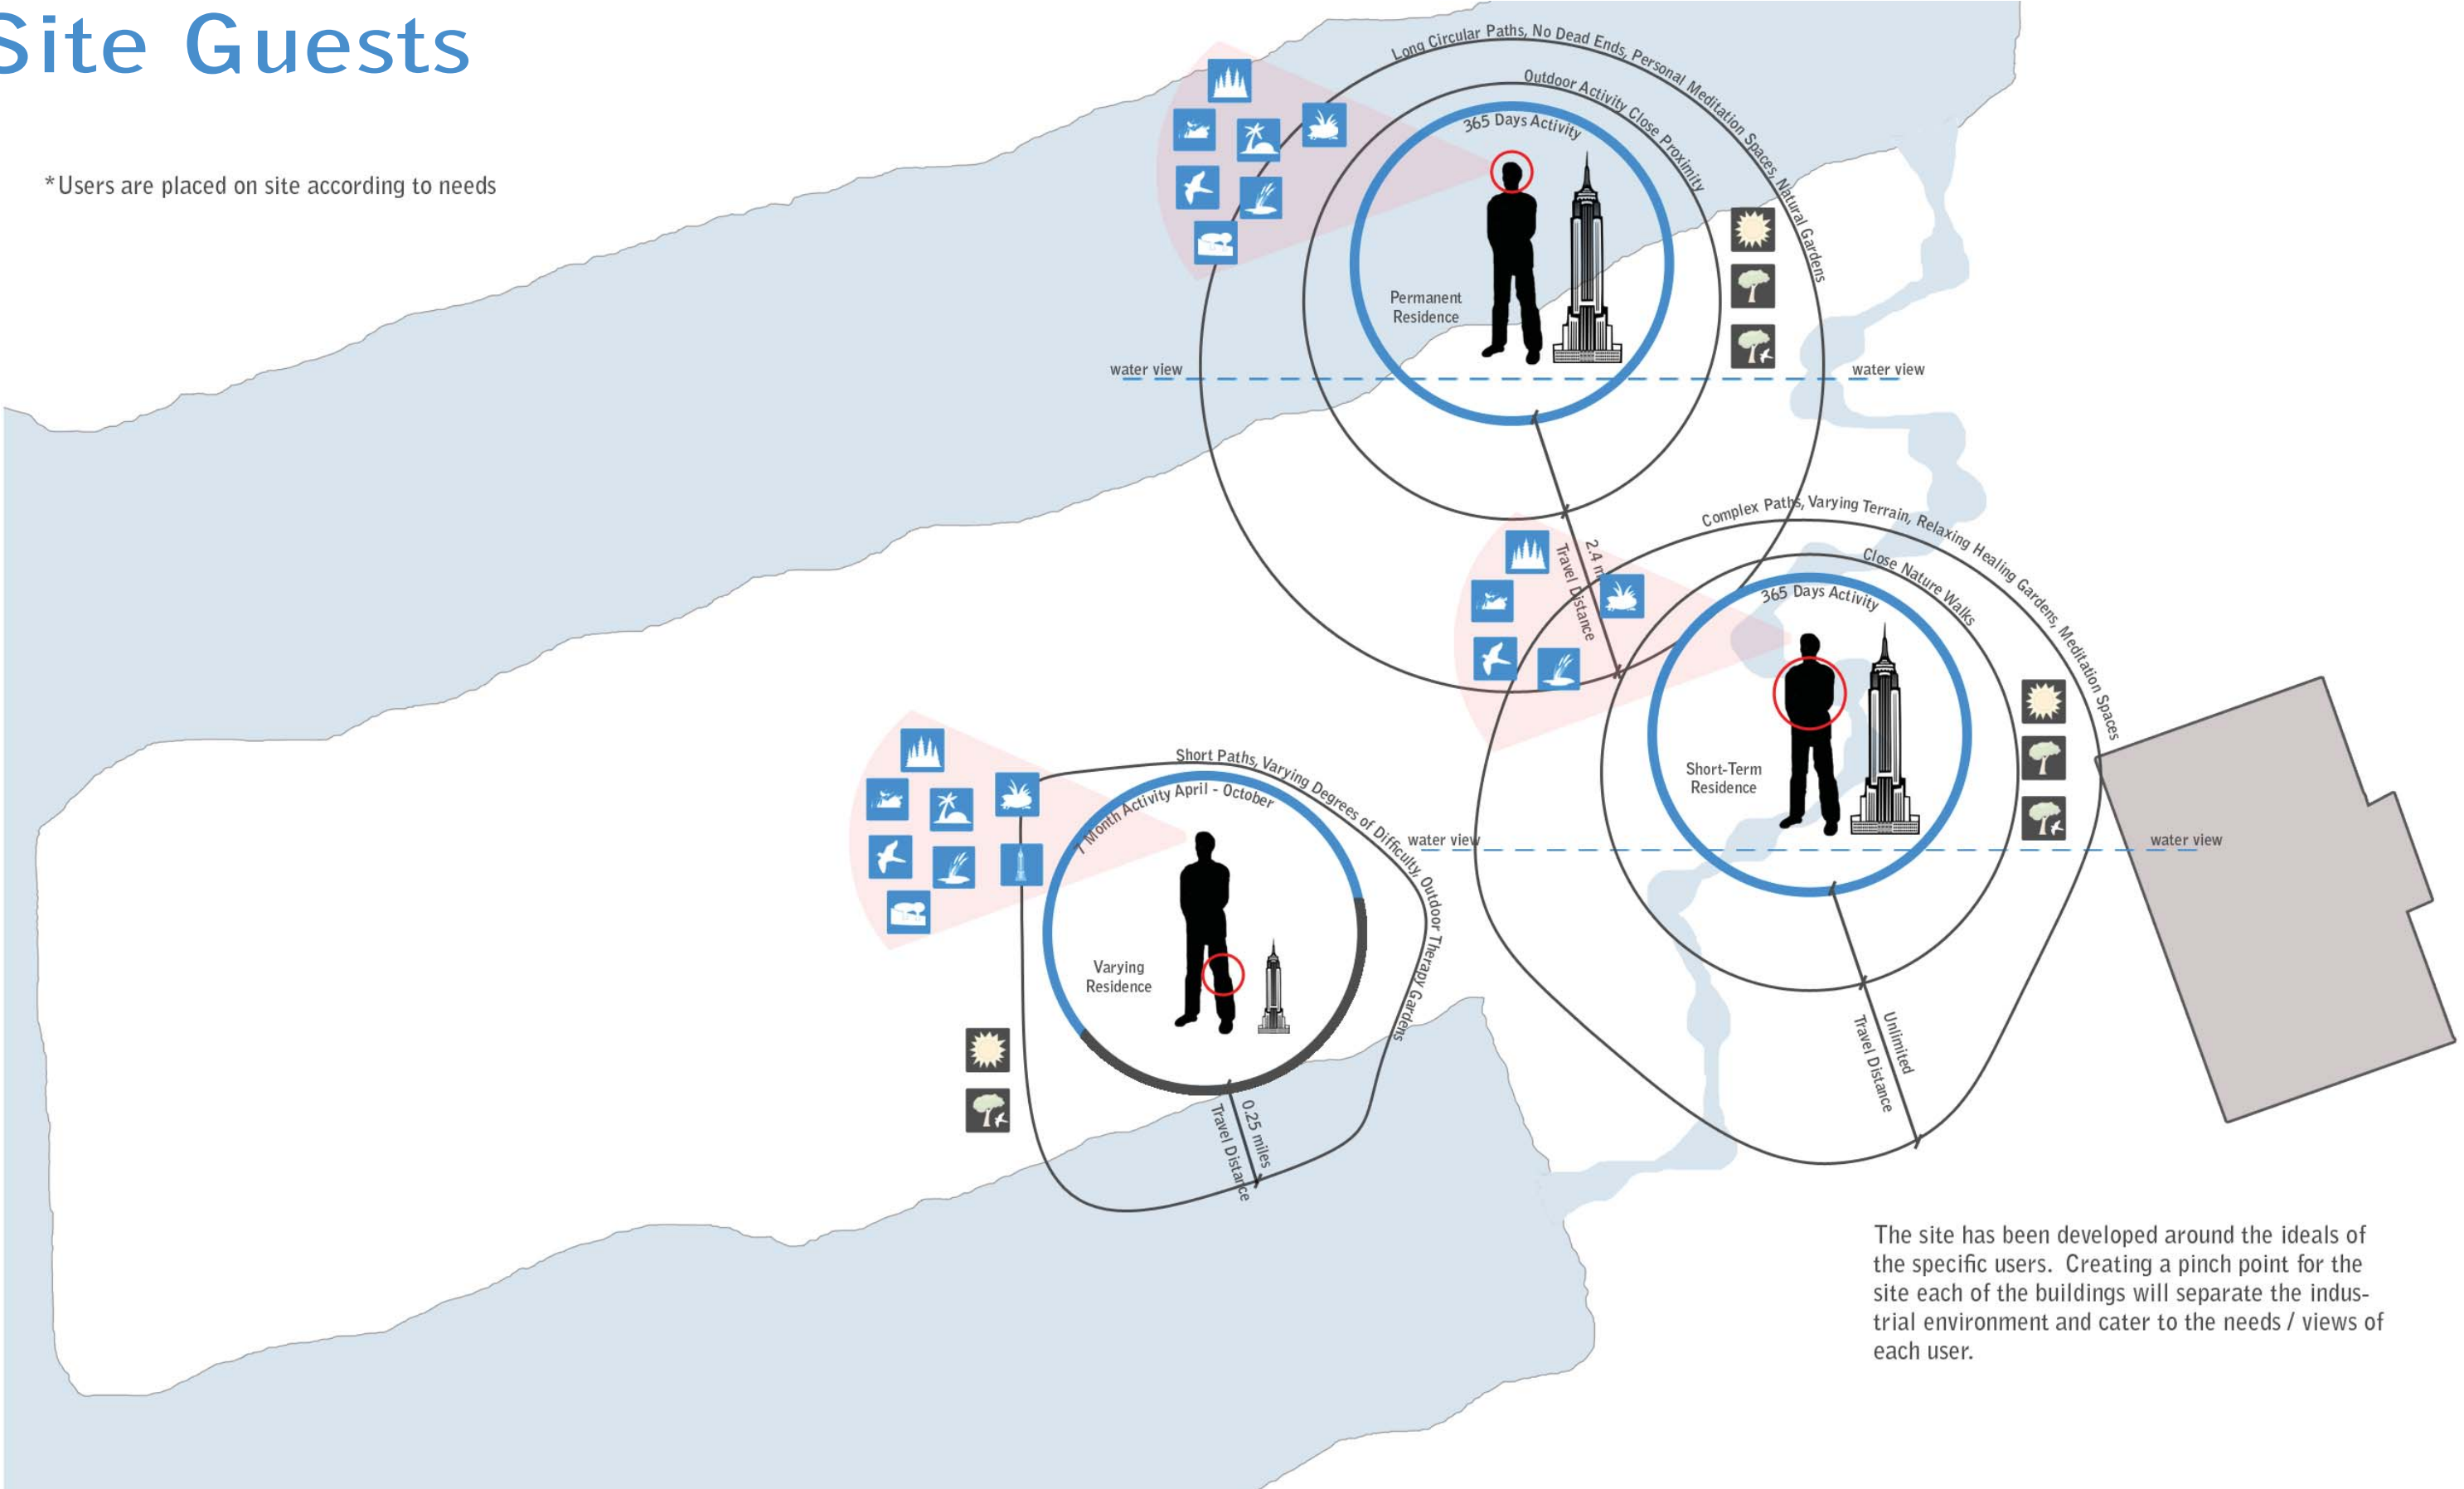 Site Guests
*Users are placed on site according to needs
Long Circular Paths, No Dead Ends, Personal Meditation Spaces, Natural Gardens
Outdoor Activity Close Proximity
365 Days Activity
Permanent
Residence
water view
water view
2.4 m
Travel Distance
Complex Paths, Varying Terrain, Relaxing Healing Gardens, Meditation Spaces
Close Nature Walks
365 Days Activity
Short-Term
Residence
water view
water view
Unlimited
Travel Distance
Short Paths, Varying Degrees of Difficulty, Outdoor Therapy Gardens
7 Month Activity April - October
Varying
Residence
0.25 miles
Travel Distance
The site has been developed around the ideals of
the specific users. Creating a pinch point for the
site each of the buildings will separate the indus-
trial environment and cater to the needs / views of
each user.